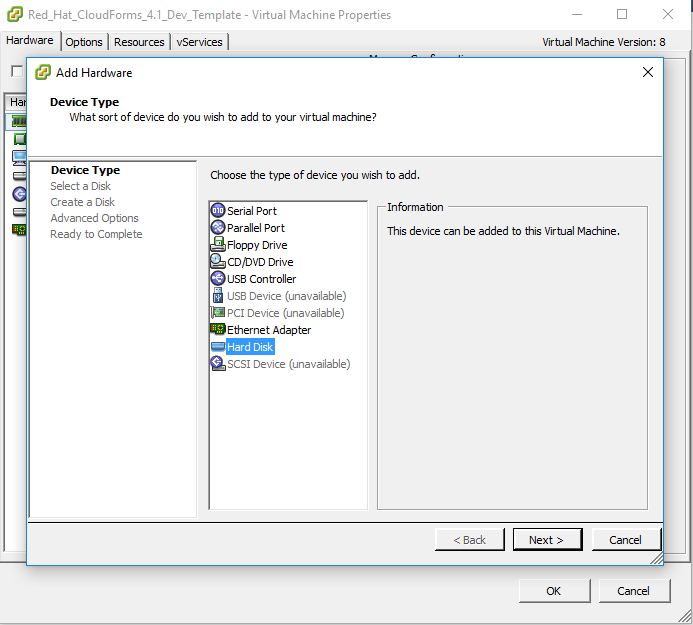 Red_Hat_CloudForms_4.1_Dev_Template - Virtual Machine Properties
Hardware Options Resources vServices Virtual Machine Version: 8
Add Hardware
Device Type
What sort of device do you wish to add to your virtual machine?
Device Type
Select a Disk
Create a Disk
Advanced Options
Ready to Complete
Choose the type of device you wish to add.
Serial Port
Parallel Port
Floppy Drive
CD/DVD Drive
USB Controller
USB Device (unavailable)
PCI Device (unavailable)
Ethernet Adapter
Hard Disk
SCSI Device (unavailable)
Information
This device can be added to this Virtual Machine.
< Back Next > Cancel
OK Cancel